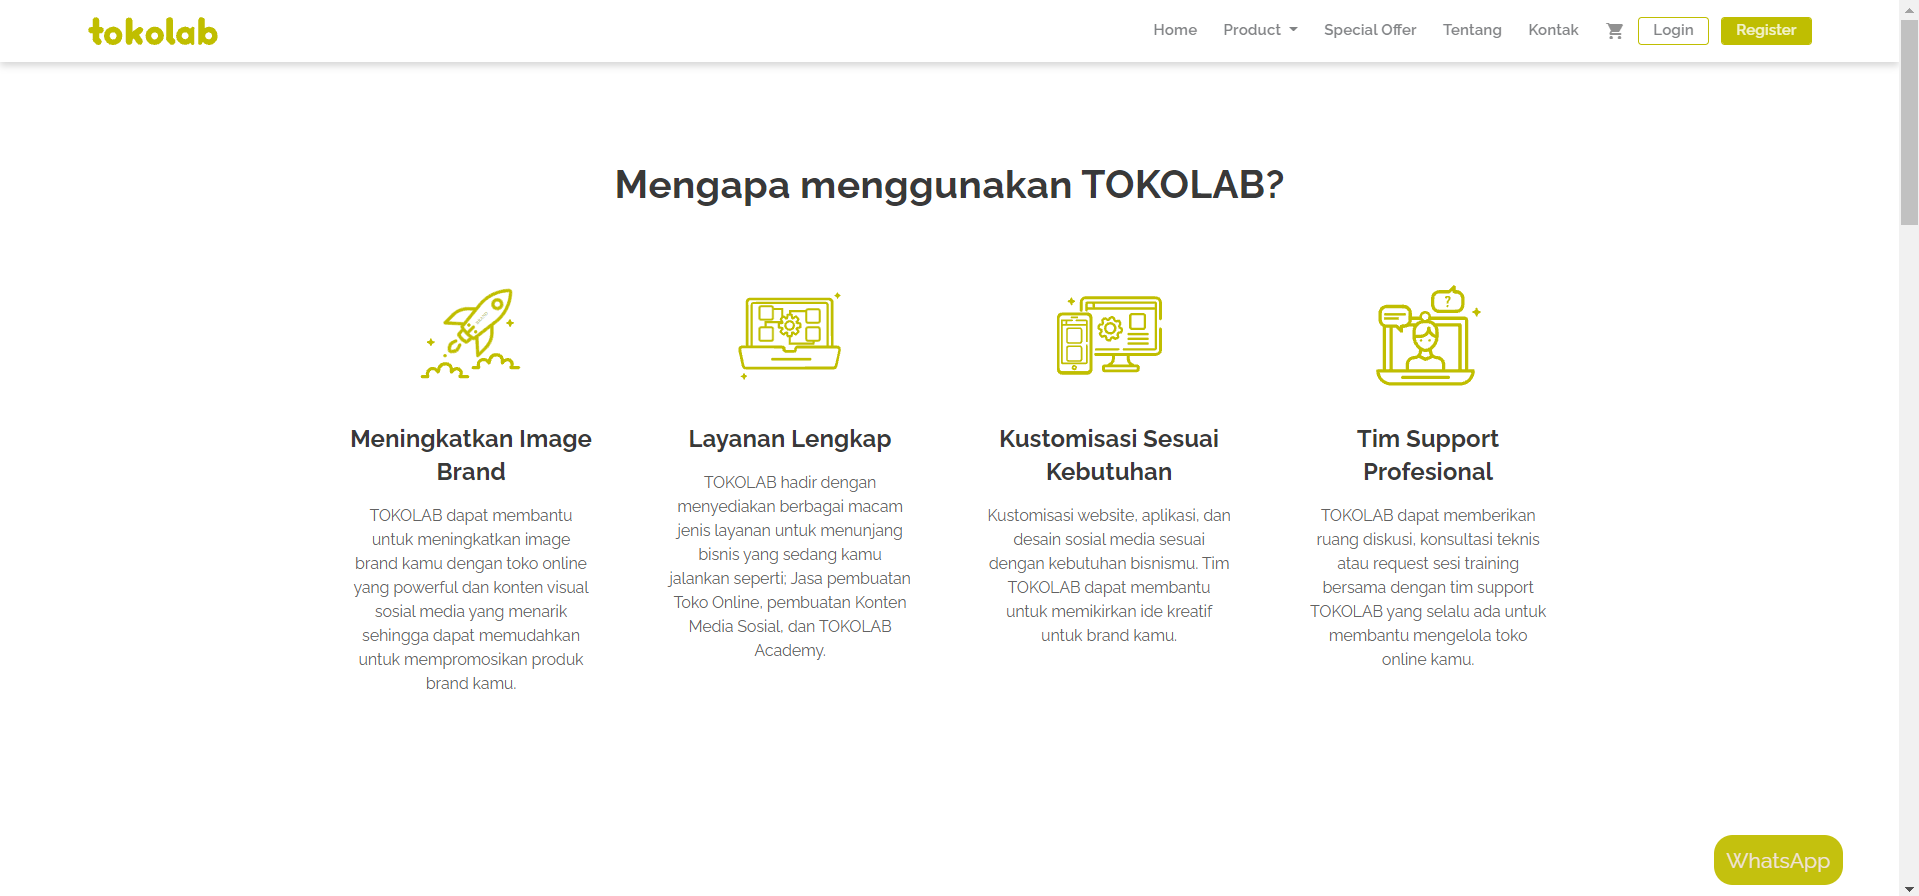 tokolab
Home Product Special Offer Tentang Kontak Login Register
Mengapa menggunakan TOKOLAB?
Meningkatkan Image
Brand
TOKOLAB dapat membantu
untuk meningkatkan image
brand kamu dengan toko online
yang powerful dan konten visual
sosial media yang menarik
sehingga dapat memudahkan
untuk mempromosikan produk
brand kamu.
Layanan Lengkap
TOKOLAB hadir dengan
menyediakan berbagai macam
jenis layanan untuk menunjang
bisnis yang sedang kamu
jalankan seperti; Jasa pembuatan
Toko Online, pembuatan Konten
Media Sosial, dan TOKOLAB
Academy.
Kustomisasi Sesuai
Kebutuhan
Kustomisasi website, aplikasi, dan
desain sosial media sesuai
dengan kebutuhan bisnismu. Tim
TOKOLAB dapat membantu
untuk memikirkan ide kreatif
untuk brand kamu.
?
Tim Support
Profesional
TOKOLAB dapat memberikan
ruang diskusi, konsultasi teknis
atau request sesi training
bersama dengan tim support
TOKOLAB yang selalu ada untuk
membantu mengelola toko
online kamu.
WhatsApp